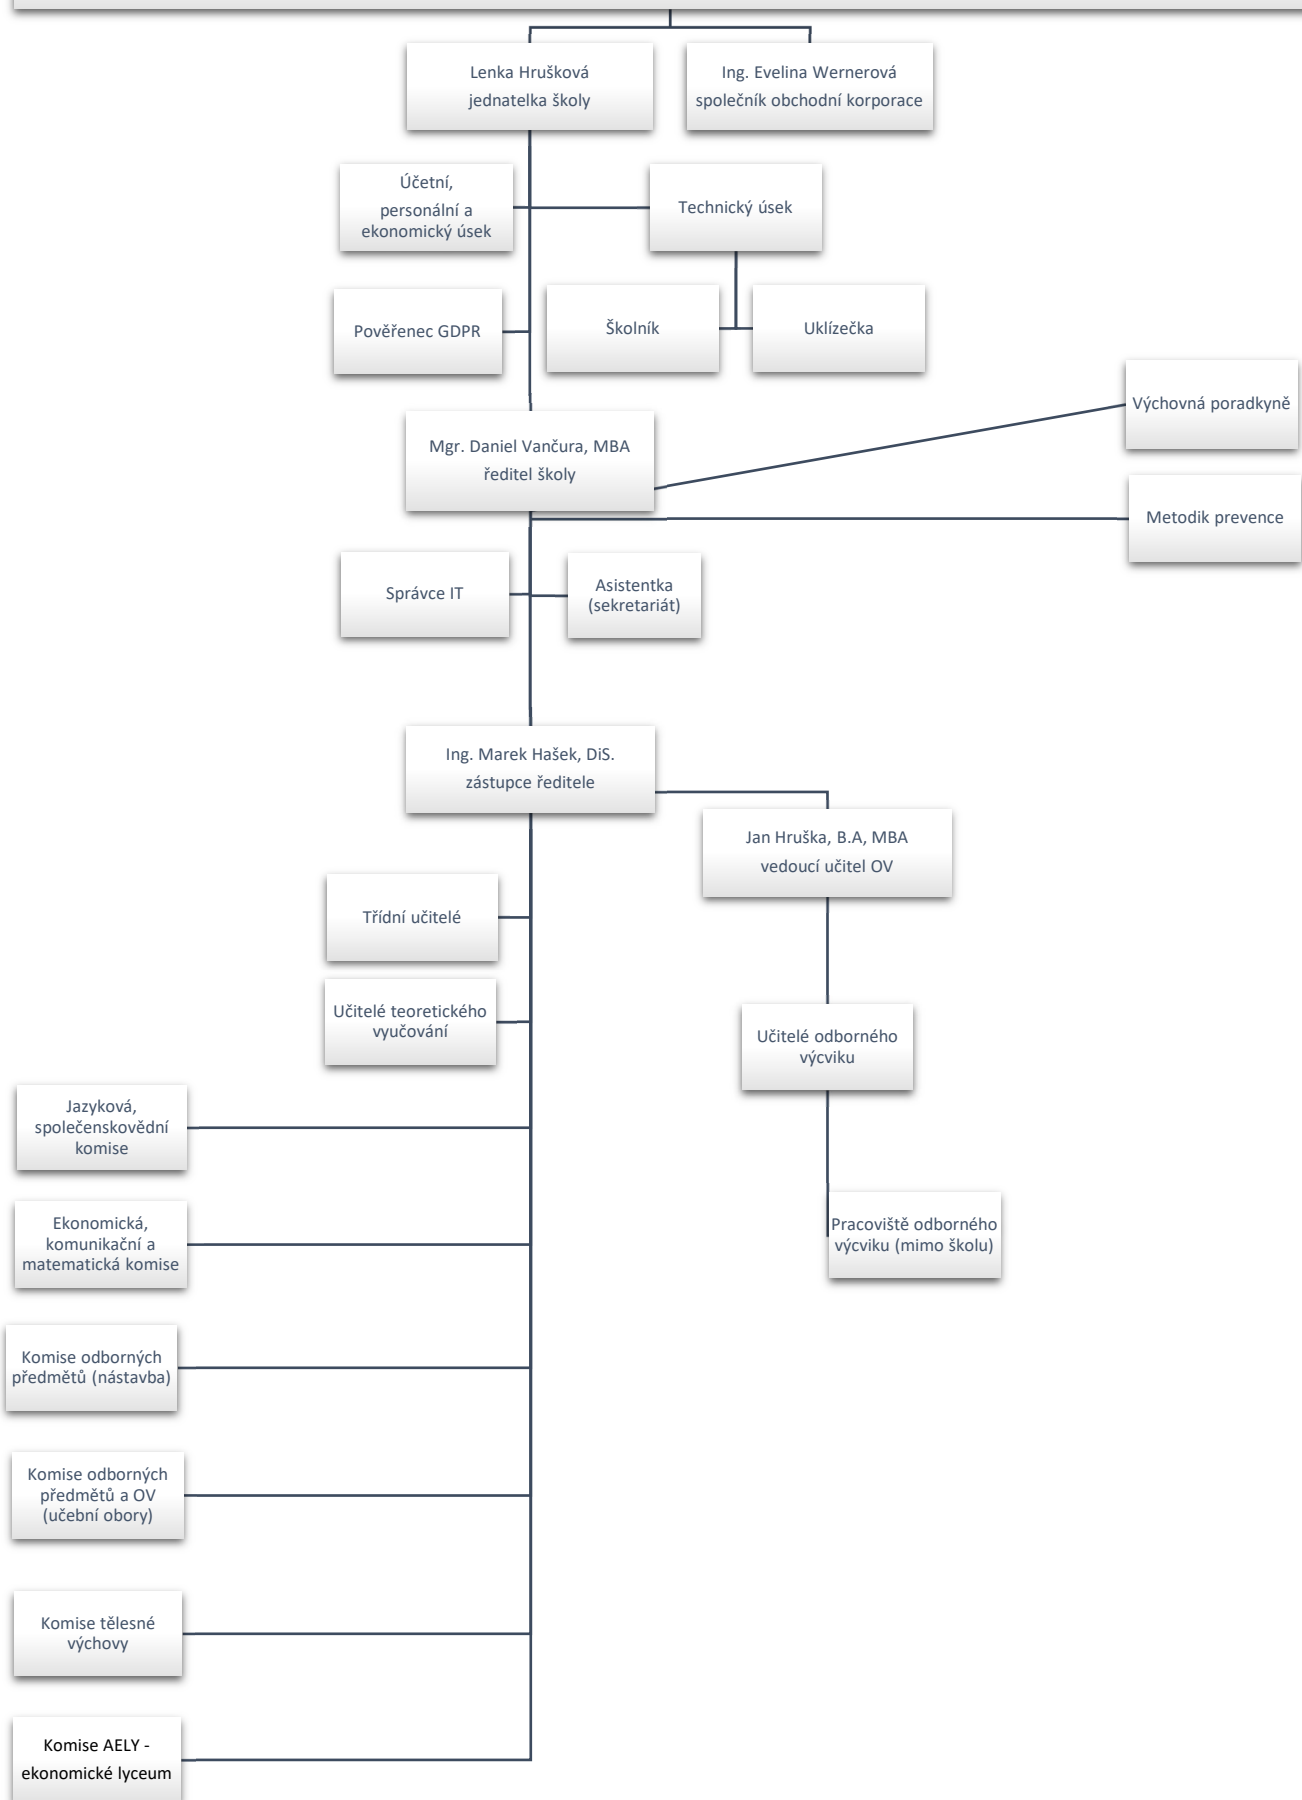 Lenka Hrušková
jednatelka školy
Ing. Evelina Wernerová
společník obchodní korporace
Účetní,
personální a
ekonomický úsek
Technický úsek
Pověřenec GDPR
Školník
Uklízečka
Výchovná poradkyně
Mgr. Daniel Vančura, MBA
ředitel školy
Metodik prevence
Správce IT
Asistentka
(sekretariát)
Ing. Marek Hašek, DiS.
zástupce ředitele
Jan Hruška, B.A, MBA
vedoucí učitel OV
Třídní učitelé
Učitelé teoretického
vyučování
Učitelé odborného
výcviku
Jazyková,
společenskovědní
komise
Ekonomická,
komunikační a
matematická komise
Pracoviště odborného
výcviku (mimo školu)
Komise odborných
předmětů (nástavba)
Komise odborných
předmětů a OV
(učební obory)
Komise tělesné
výchovy
Komise AELY -
ekonomické lyceum